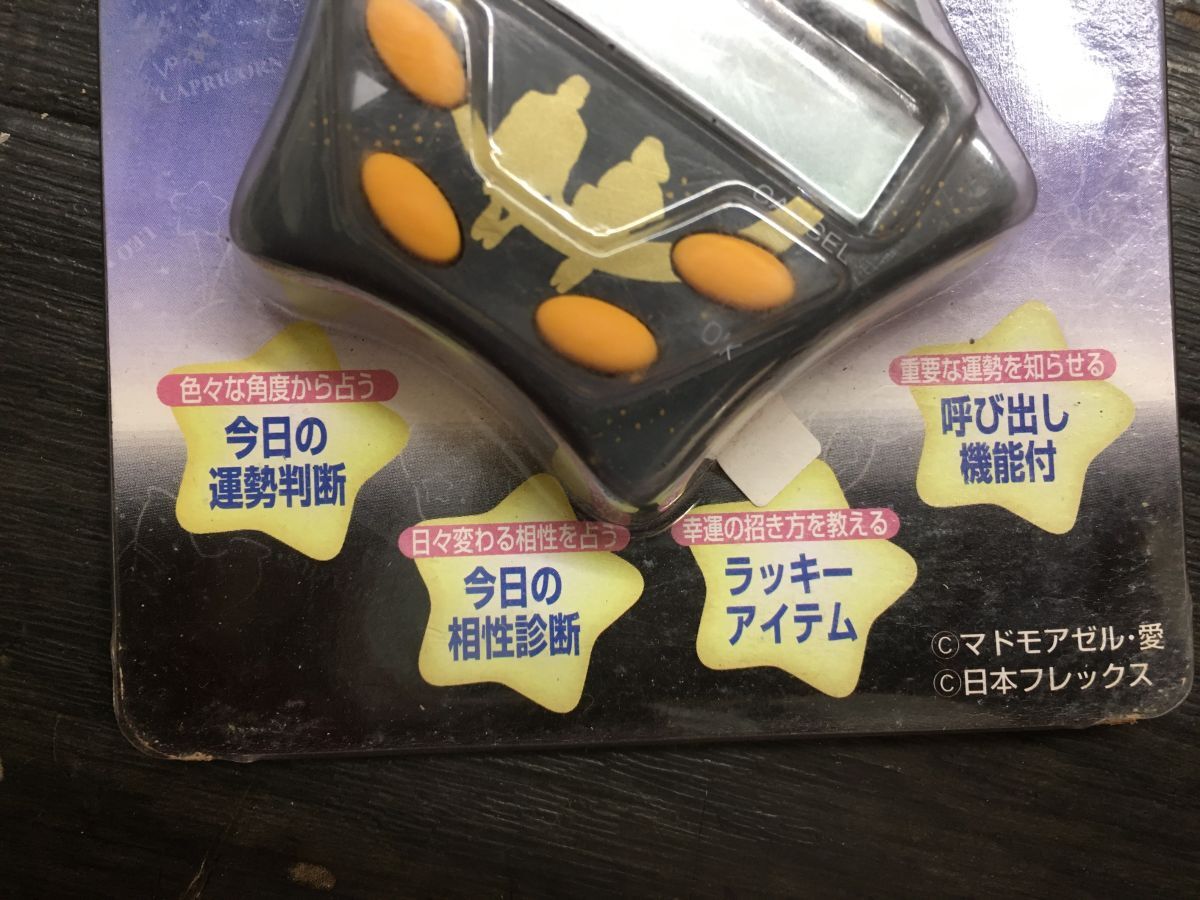 CAPRICORN
CANCEL
OK
色々な角度から占う
今日の
運勢判断
日々変わる相性を占う
今日の
相性診断
幸運の招き方を教える
ラッキー
アイテム
重要な運勢を知らせる
呼び出し
機能付
©マドモアゼル・愛
©日本フレックス